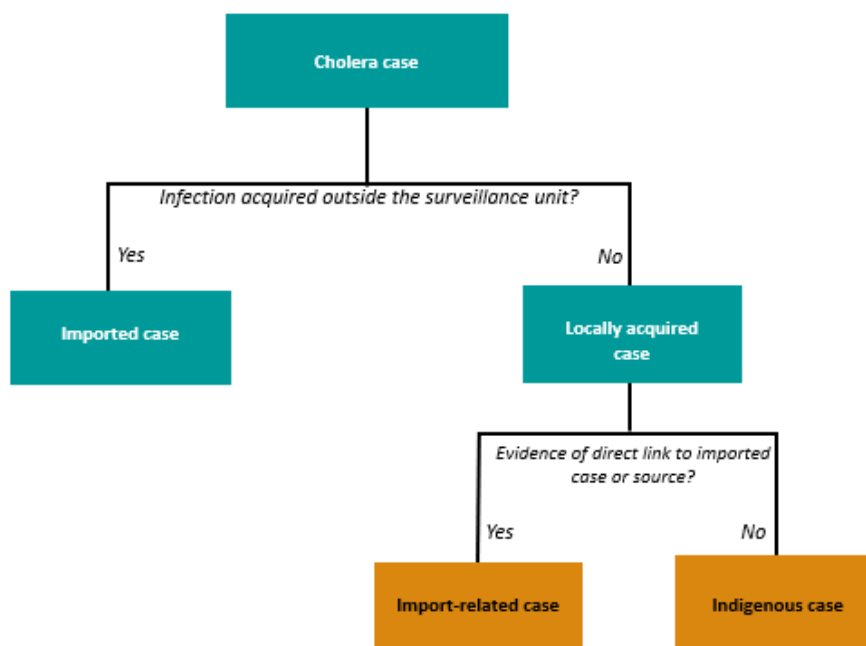 Cholera case
Infection acquired outside the surveillance unit?
Yes
No
Imported case
Locally acquired
case
Evidence of direct link to imported
case or source?
Yes
No
Import-related case
Indigenous case